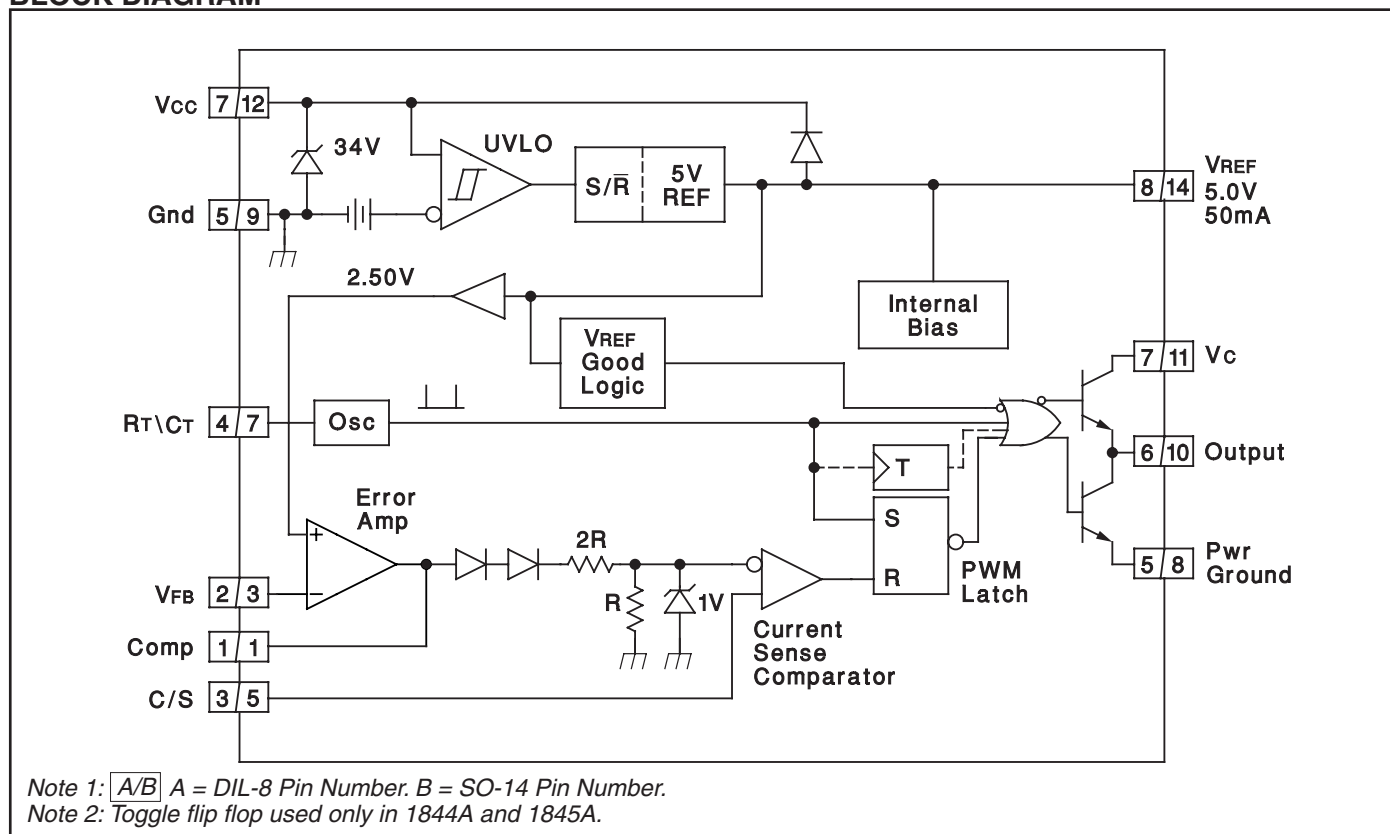 BLOCK DIAGRAM
Vcc 7/12
34V
UVLO
S/R̅
5V
REF
VREF
8/14 5.0V
50mA
Gnd 5/9
2.50V
Internal
Bias
VREF
Good
Logic
7/11 VC
RT\CT 4/7
Osc
T
6/10 Output
Error
Amp
+
−
2R
S
R
PWM
Latch
Pwr
5/8 Ground
VFB 2/3
R
1V
Comp 1/1
Current
Sense
Comparator
C/S 3/5
Note 1: A/B A = DIL-8 Pin Number. B = SO-14 Pin Number.
Note 2: Toggle flip flop used only in 1844A and 1845A.